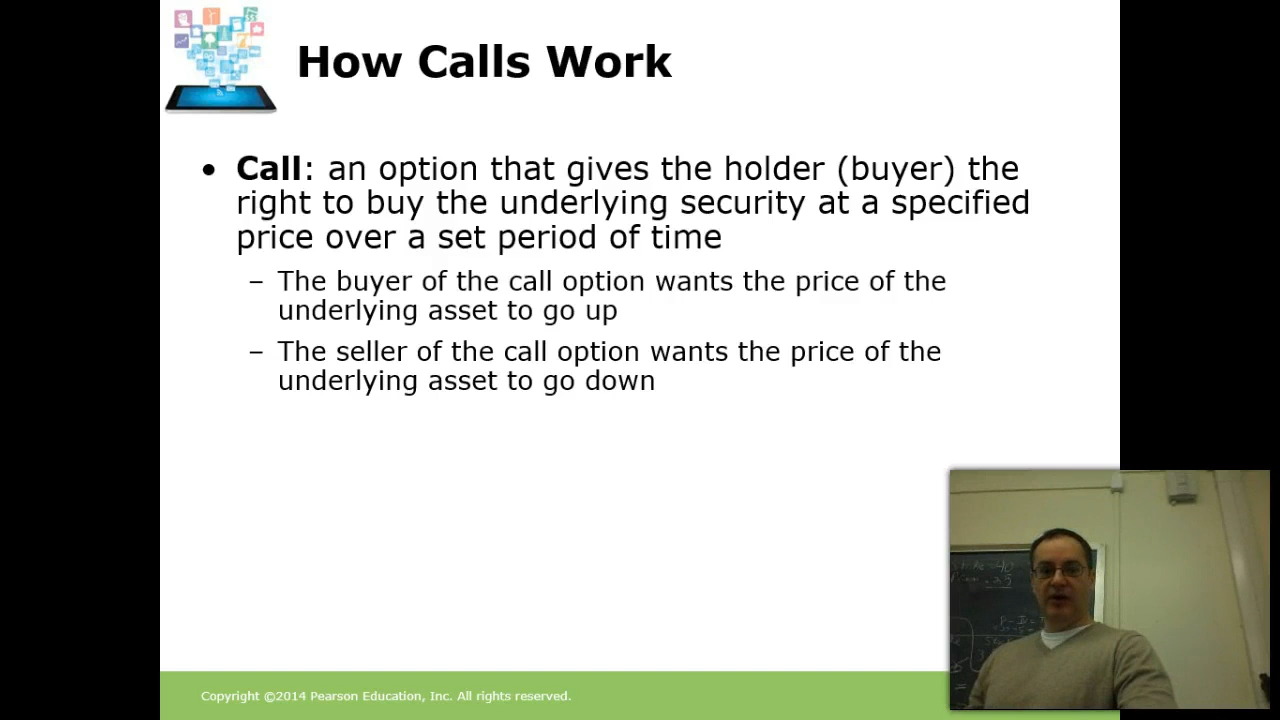 How Calls Work
• Call: an option that gives the holder (buyer) the
right to buy the underlying security at a specified
price over a set period of time
– The buyer of the call option wants the price of the
underlying asset to go up
– The seller of the call option wants the price of the
underlying asset to go down
Copyright ©2014 Pearson Education, Inc. All rights reserved.